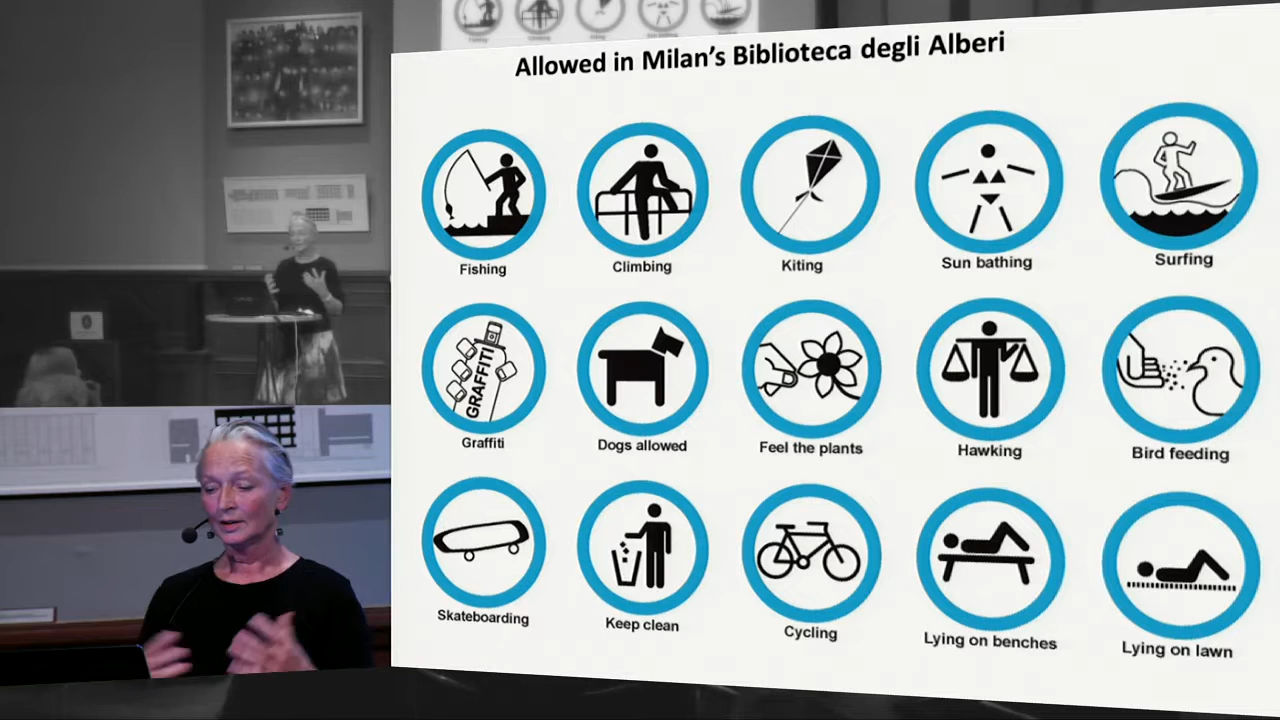 Allowed in Milan's Biblioteca degli Alberi
Fishing
Climbing
Kiting
Sun bathing
Surfing
GRAFFITI
Graffiti
Dogs allowed
Feel the plants
Hawking
Bird feeding
Skateboarding
Keep clean
Cycling
Lying on benches
Lying on lawn